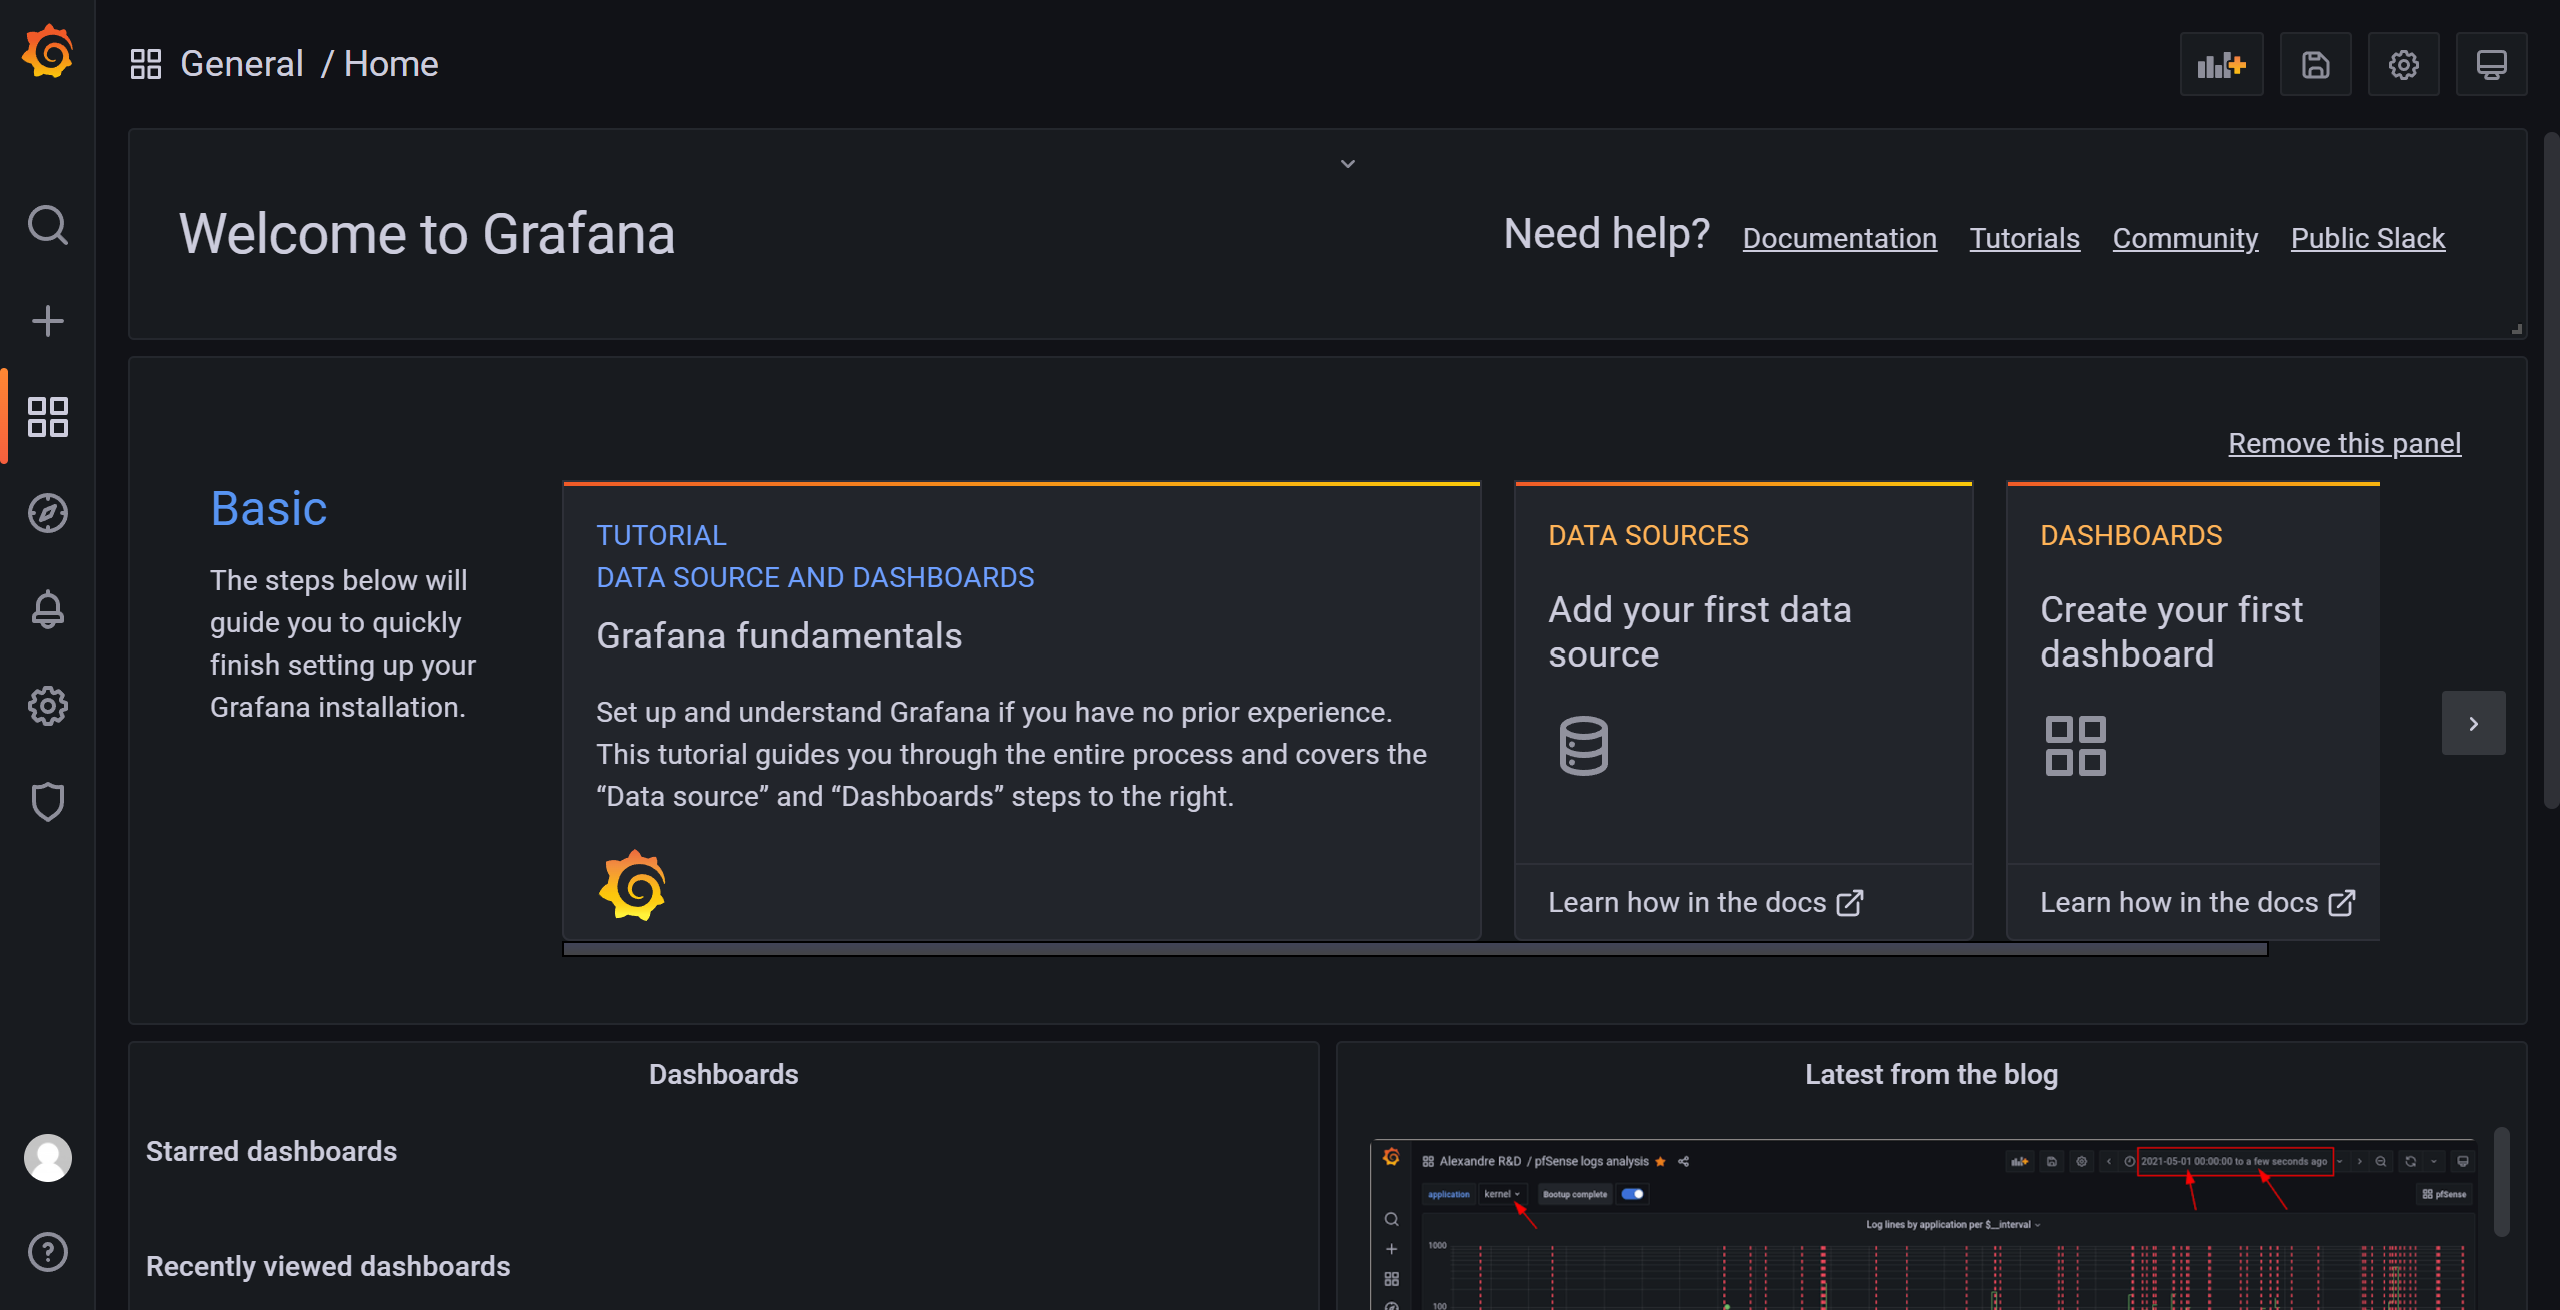 General / Home
Welcome to Grafana
Need help? Documentation Tutorials Community Public Slack
Remove this panel
Basic
The steps below will
guide you to quickly
finish setting up your
Grafana installation.
TUTORIAL
DATA SOURCE AND DASHBOARDS
Grafana fundamentals
Set up and understand Grafana if you have no prior experience.
This tutorial guides you through the entire process and covers the
“Data source” and “Dashboards” steps to the right.
DATA SOURCES
Add your first data
source
Learn how in the docs
DASHBOARDS
Create your first
dashboard
Learn how in the docs
Dashboards
Starred dashboards
Recently viewed dashboards
Latest from the blog
Alexandre R&D / pfSense logs analysis
2021-05-01 00:00:00 to a few seconds ago
application kernel Bootup complete
pfSense
Log lines by application per $__interval
1000
100